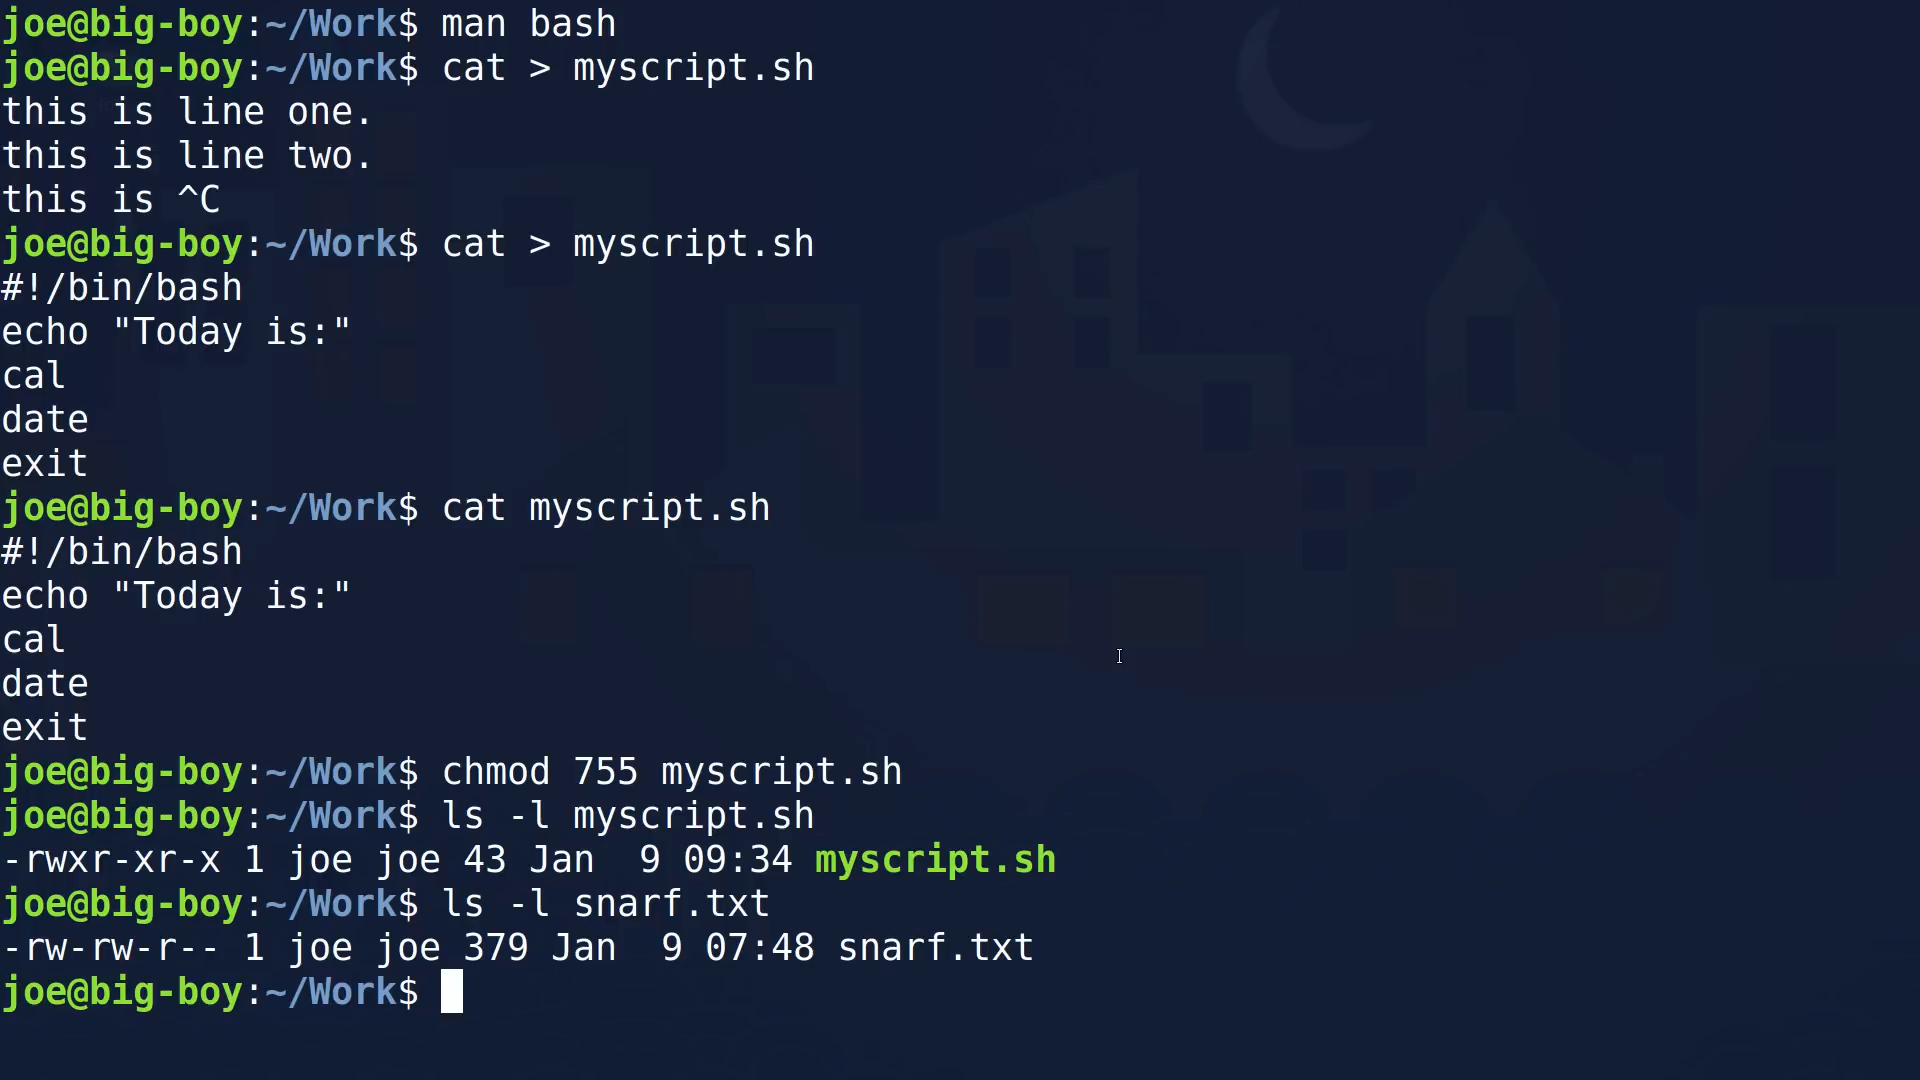 joe@big-boy:~/Work$ man bash
joe@big-boy:~/Work$ cat > myscript.sh
this is line one.
this is line two.
this is ^C
joe@big-boy:~/Work$ cat > myscript.sh
#!/bin/bash
echo "Today is:"
cal
date
exit
joe@big-boy:~/Work$ cat myscript.sh
#!/bin/bash
echo "Today is:"
cal
date
exit
joe@big-boy:~/Work$ chmod 755 myscript.sh
joe@big-boy:~/Work$ ls -l myscript.sh
-rwxr-xr-x 1 joe joe 43 Jan  9 09:34 myscript.sh
joe@big-boy:~/Work$ ls -l snarf.txt
-rw-rw-r-- 1 joe joe 379 Jan  9 07:48 snarf.txt
joe@big-boy:~/Work$